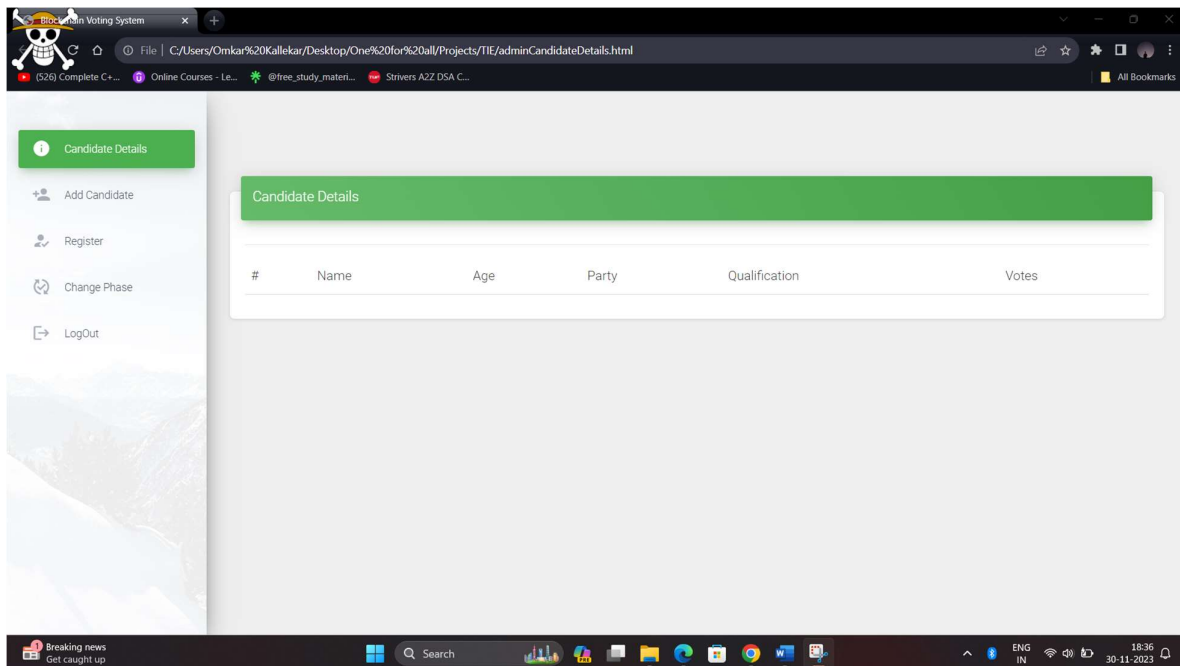 Blockchain Voting System
File | C:/Users/Omkar%20Kallekar/Desktop/One%20for%20all/Projects/TIE/adminCandidateDetails.html
(526) Complete C+... Online Courses - Le... @free_study_materi... Strivers A2Z DSA C... All Bookmarks
Candidate Details
Add Candidate
Register
Change Phase
LogOut
Candidate Details
# Name Age Party Qualification Votes
1 Breaking news
Get caught up
Search
ENG
IN
18:36
30-11-2023